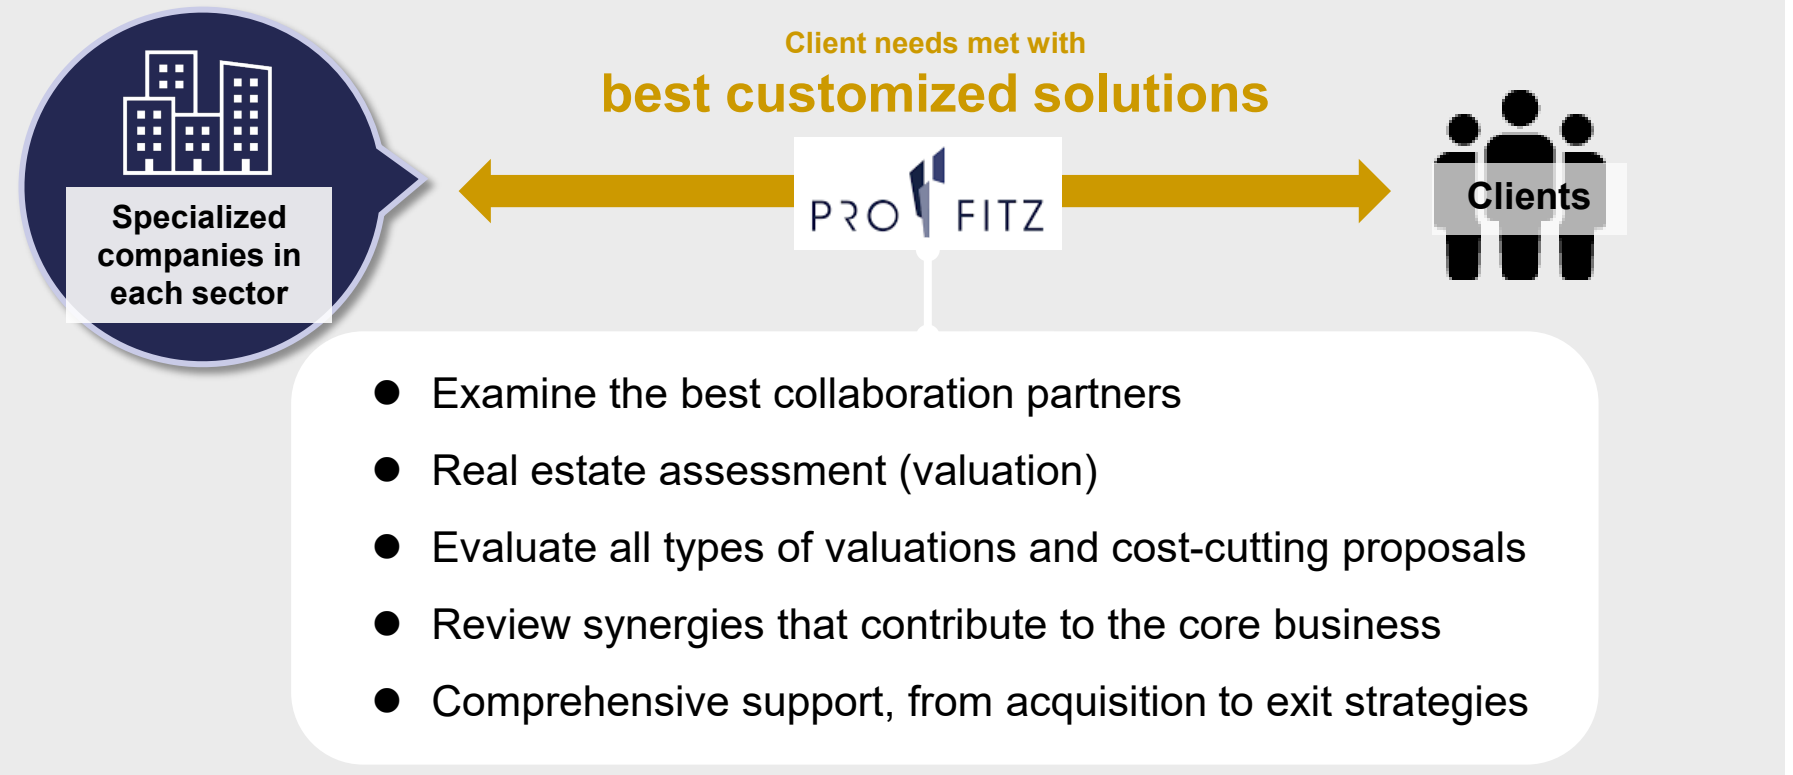 Client needs met with
best customized solutions
Specialized
companies in
each sector
PRO FITZ
Clients
Examine the best collaboration partners
Real estate assessment (valuation)
Evaluate all types of valuations and cost-cutting proposals
Review synergies that contribute to the core business
Comprehensive support, from acquisition to exit strategies